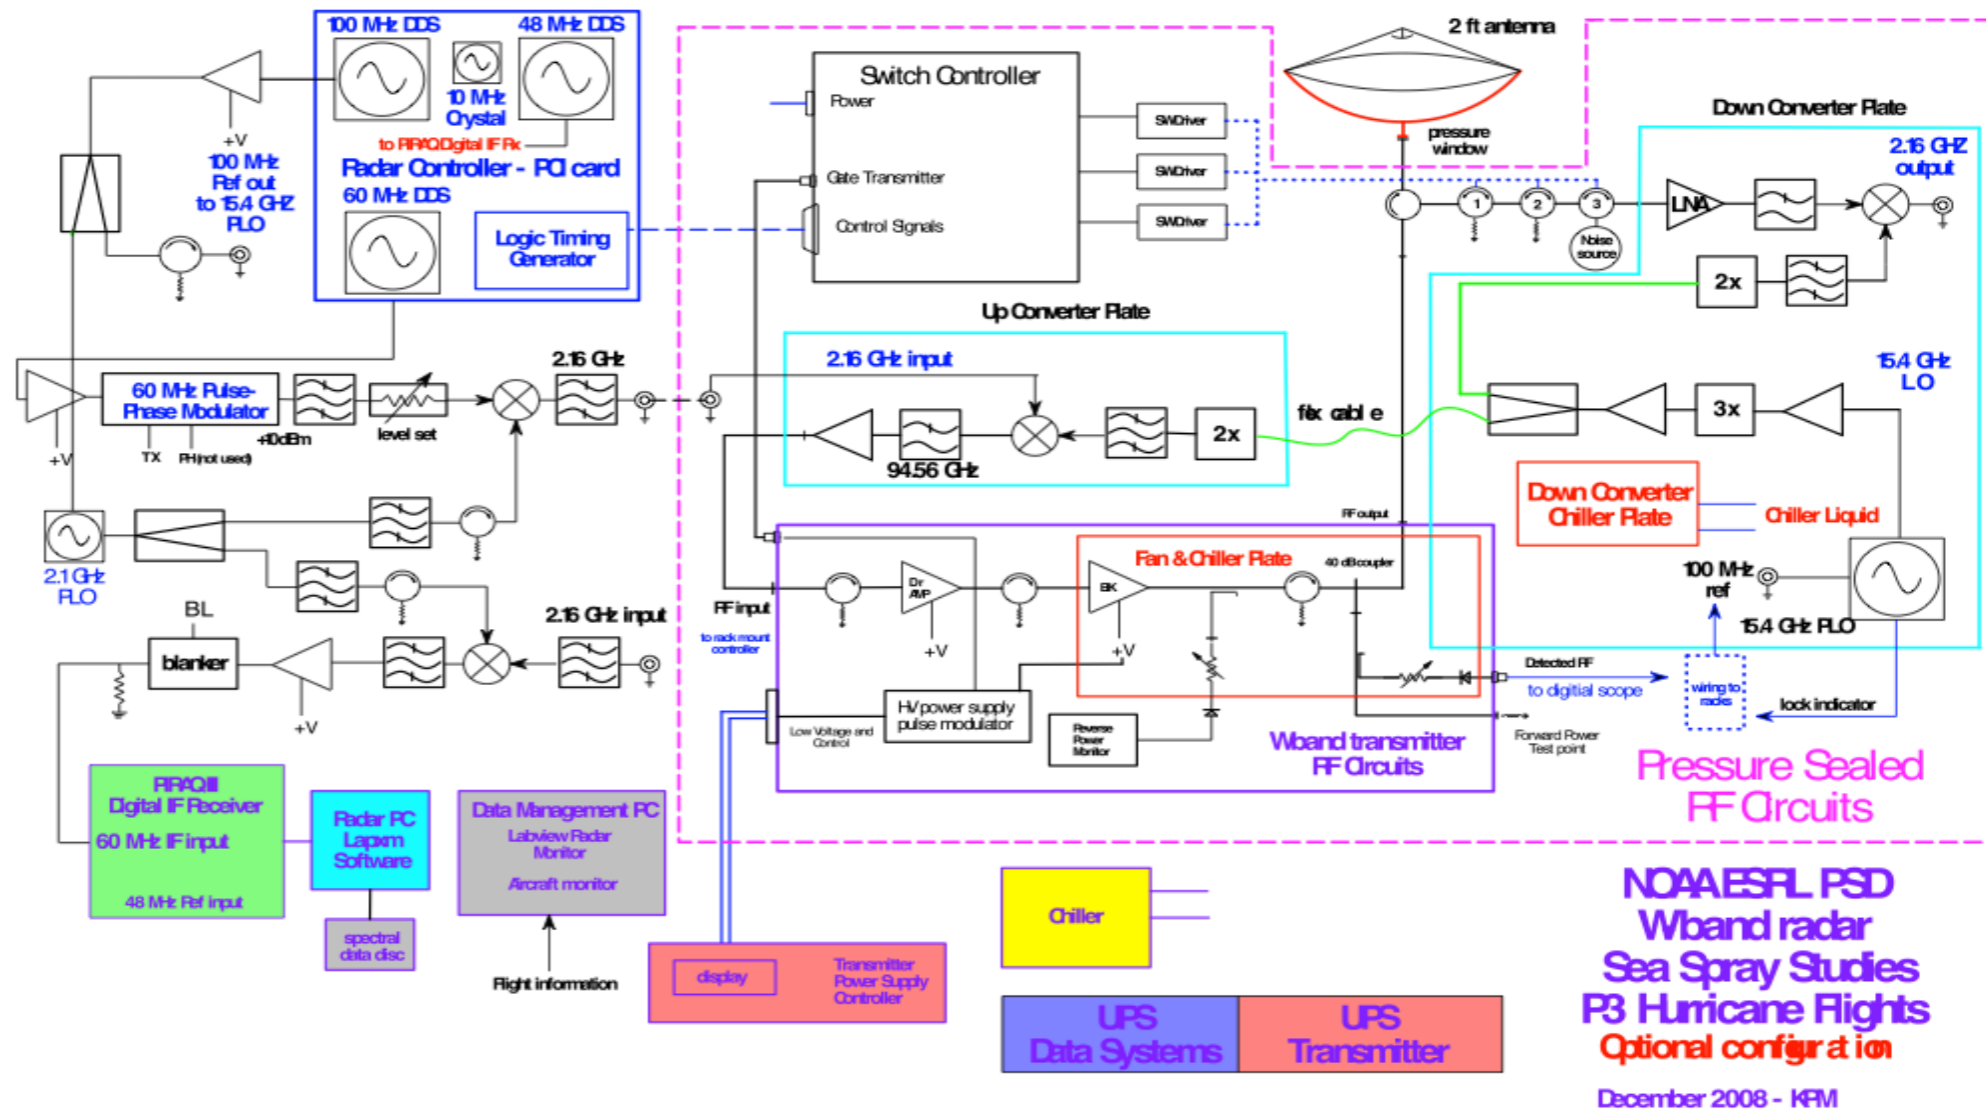 100 MHz DDS
48 MHz DDS
10 MHz
Crystal
to PIRAQ Digital IF Rx
Radar Controller - PCI card
60 MHz DDS
Logic Timing
Generator
+V
100 MHz
Ref out
to 15.4 GHZ
PLO
Switch Controller
Power
Gate Transmitter
Control Signals
SWDriver
SWDriver
SWDriver
2 ft antenna
pressure
window
Down Converter Plate
2.16 GHZ
output
1
2
3
Noise
source
LNA
2x
15.4 GHz
LO
3x
Up Converter Plate
2.16 GHz input
94.56 GHz
2x
flex cable
60 MHz Pulse-
Phase Modulator
+10dBm
TX
PH(not used)
+V
level set
2.16 GHz
2.1 GHz
PLO
BL
blanker
+V
2.16 GHz input
Down Converter
Chiller Plate
Chiller Liquid
100 MHz
ref
15.4 GHz PLO
wiring to
racks
lock indicator
RF output
Fan & Chiller Plate
40 dB coupler
Dr
AMP
+V
EIK
+V
RF input
to rack mount
controller
Low Voltage and
Control
HV power supply
pulse modulator
Reverse
Power
Monitor
Wband transmitter
RF Circuits
Detected RF
to digitial scope
Forward Power
Test point
Pressure Sealed
RF Circuits
PIRAQIII
Digital IF Receiver
60 MHz IF input
48 MHz Ref input
Radar PC
Lapxm
Software
spectral
data disc
Data Management PC
Labview Radar
Monitor
Aircraft monitor
Flight information
display
Transmitter
Power Supply
Controller
Chiller
UPS
Data Systems
UPS
Transmitter
NOAA ESRL PSD
Wband radar
Sea Spray Studies
P3 Hurricane Flights
Optional configuration
December 2008 - KPM